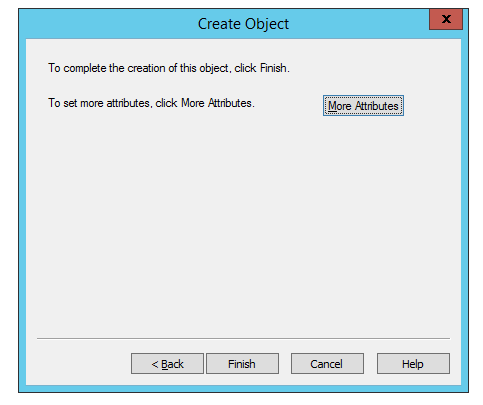 Create Object
x
To complete the creation of this object, click Finish.
To set more attributes, click More Attributes.
More Attributes
< Back
Finish
Cancel
Help